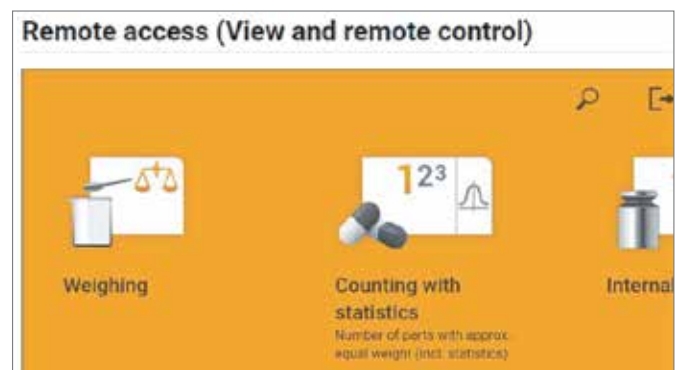 Remote access (View and remote control)
123
Weighing
Counting with
statistics
Number of parts with approx.
equal weight (incl. statistics)
Internal